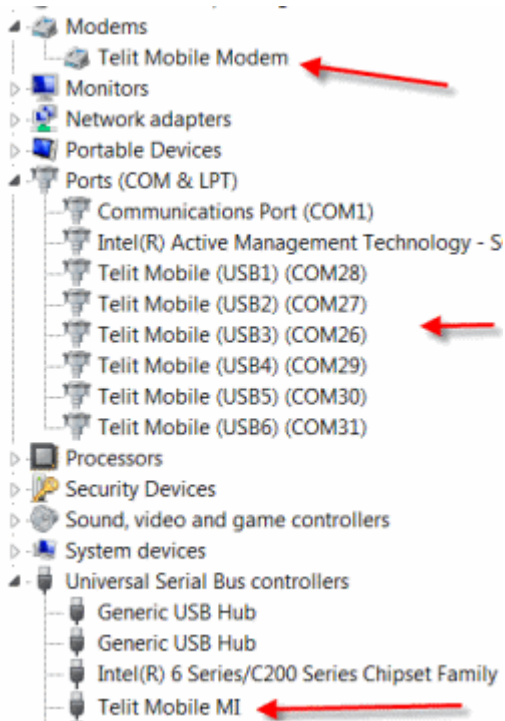 Modems
Telit Mobile Modem
Monitors
Network adapters
Portable Devices
Ports (COM & LPT)
Communications Port (COM1)
Intel(R) Active Management Technology - S
Telit Mobile (USB1) (COM28)
Telit Mobile (USB2) (COM27)
Telit Mobile (USB3) (COM26)
Telit Mobile (USB4) (COM29)
Telit Mobile (USB5) (COM30)
Telit Mobile (USB6) (COM31)
Processors
Security Devices
Sound, video and game controllers
System devices
Universal Serial Bus controllers
Generic USB Hub
Generic USB Hub
Intel(R) 6 Series/C200 Series Chipset Family
Telit Mobile MI